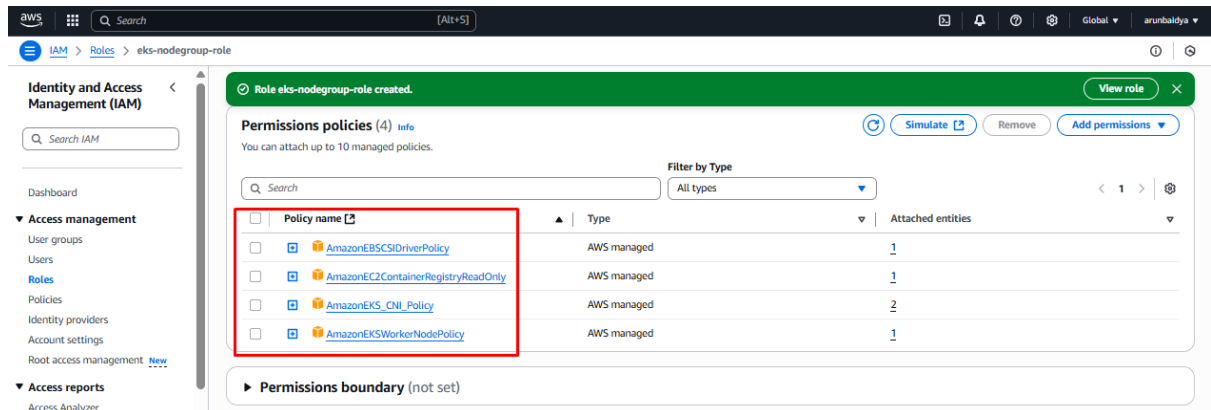 aws Search [Alt+S] Global ▼ arunbaidya ▼
IAM > Roles > eks-nodegroup-role
Identity and Access
Management (IAM)
Search IAM
Dashboard
Access management
User groups
Users
Roles
Policies
Identity providers
Account settings
Root access management New
Access reports
Access Analyzer
Role eks-nodegroup-role created. View role
Permissions policies (4) Info
Simulate Remove Add permissions ▼
You can attach up to 10 managed policies.
Filter by Type
Search All types 1
Policy name Type Attached entities
AmazonEBSCSIDriverPolicy AWS managed 1
AmazonEC2ContainerRegistryReadOnly AWS managed 1
AmazonEKS_CNI_Policy AWS managed 2
AmazonEKSWorkerNodePolicy AWS managed 1
Permissions boundary (not set)